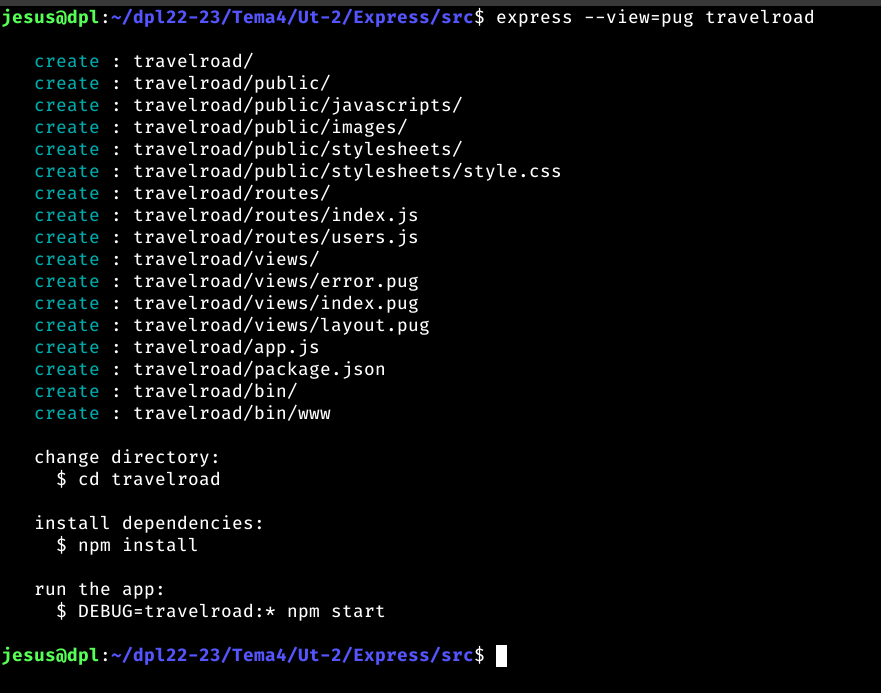 jesus@dpl:~/dpl22-23/Tema4/Ut-2/Express/src$ express --view=pug travelroad
create : travelroad/
create : travelroad/public/
create : travelroad/public/javascripts/
create : travelroad/public/images/
create : travelroad/public/stylesheets/
create : travelroad/public/stylesheets/style.css
create : travelroad/routes/
create : travelroad/routes/index.js
create : travelroad/routes/users.js
create : travelroad/views/
create : travelroad/views/error.pug
create : travelroad/views/index.pug
create : travelroad/views/layout.pug
create : travelroad/app.js
create : travelroad/package.json
create : travelroad/bin/
create : travelroad/bin/www
change directory:
$ cd travelroad
install dependencies:
$ npm install
run the app:
$ DEBUG=travelroad:* npm start
jesus@dpl:~/dpl22-23/Tema4/Ut-2/Express/src$